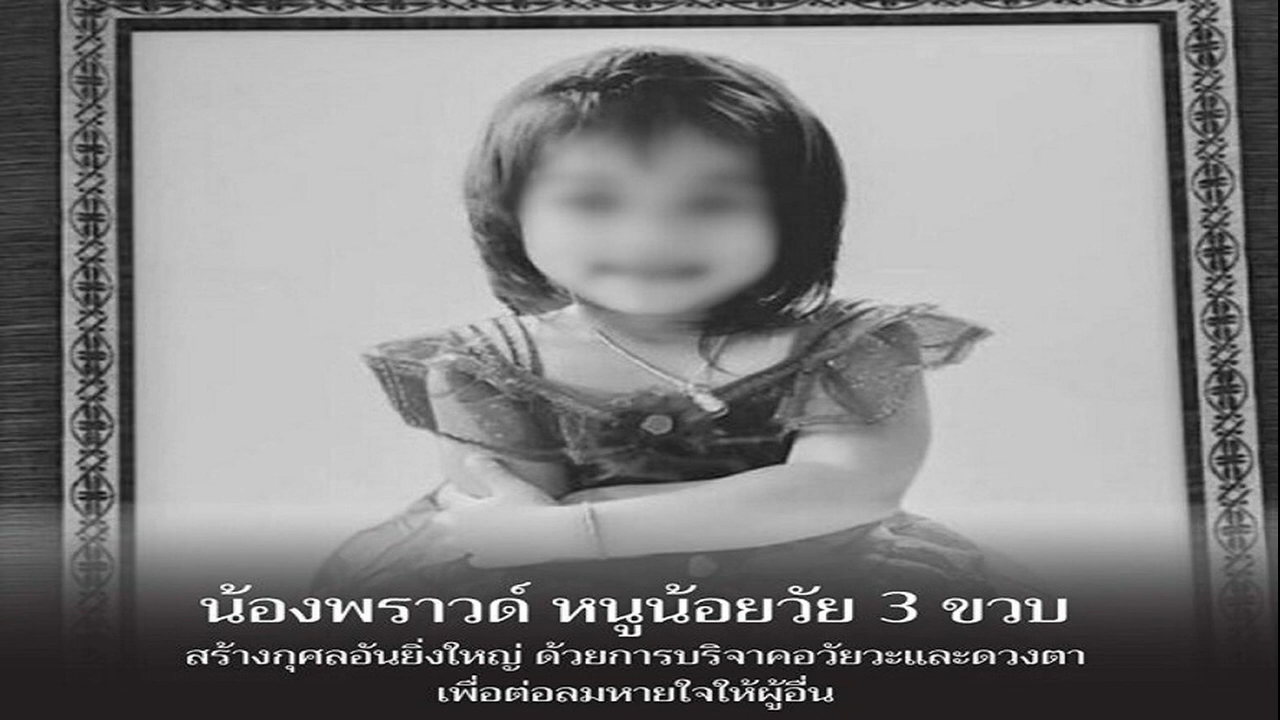 น้องพราวด์ หนูน้อยวัย 3 ขวบ
สร้างกุศลอันยิ่งใหญ่ ด้วยการบริจาคอวัยวะและดวงตา
เพื่อต่อลมหายใจให้ผู้อื่น